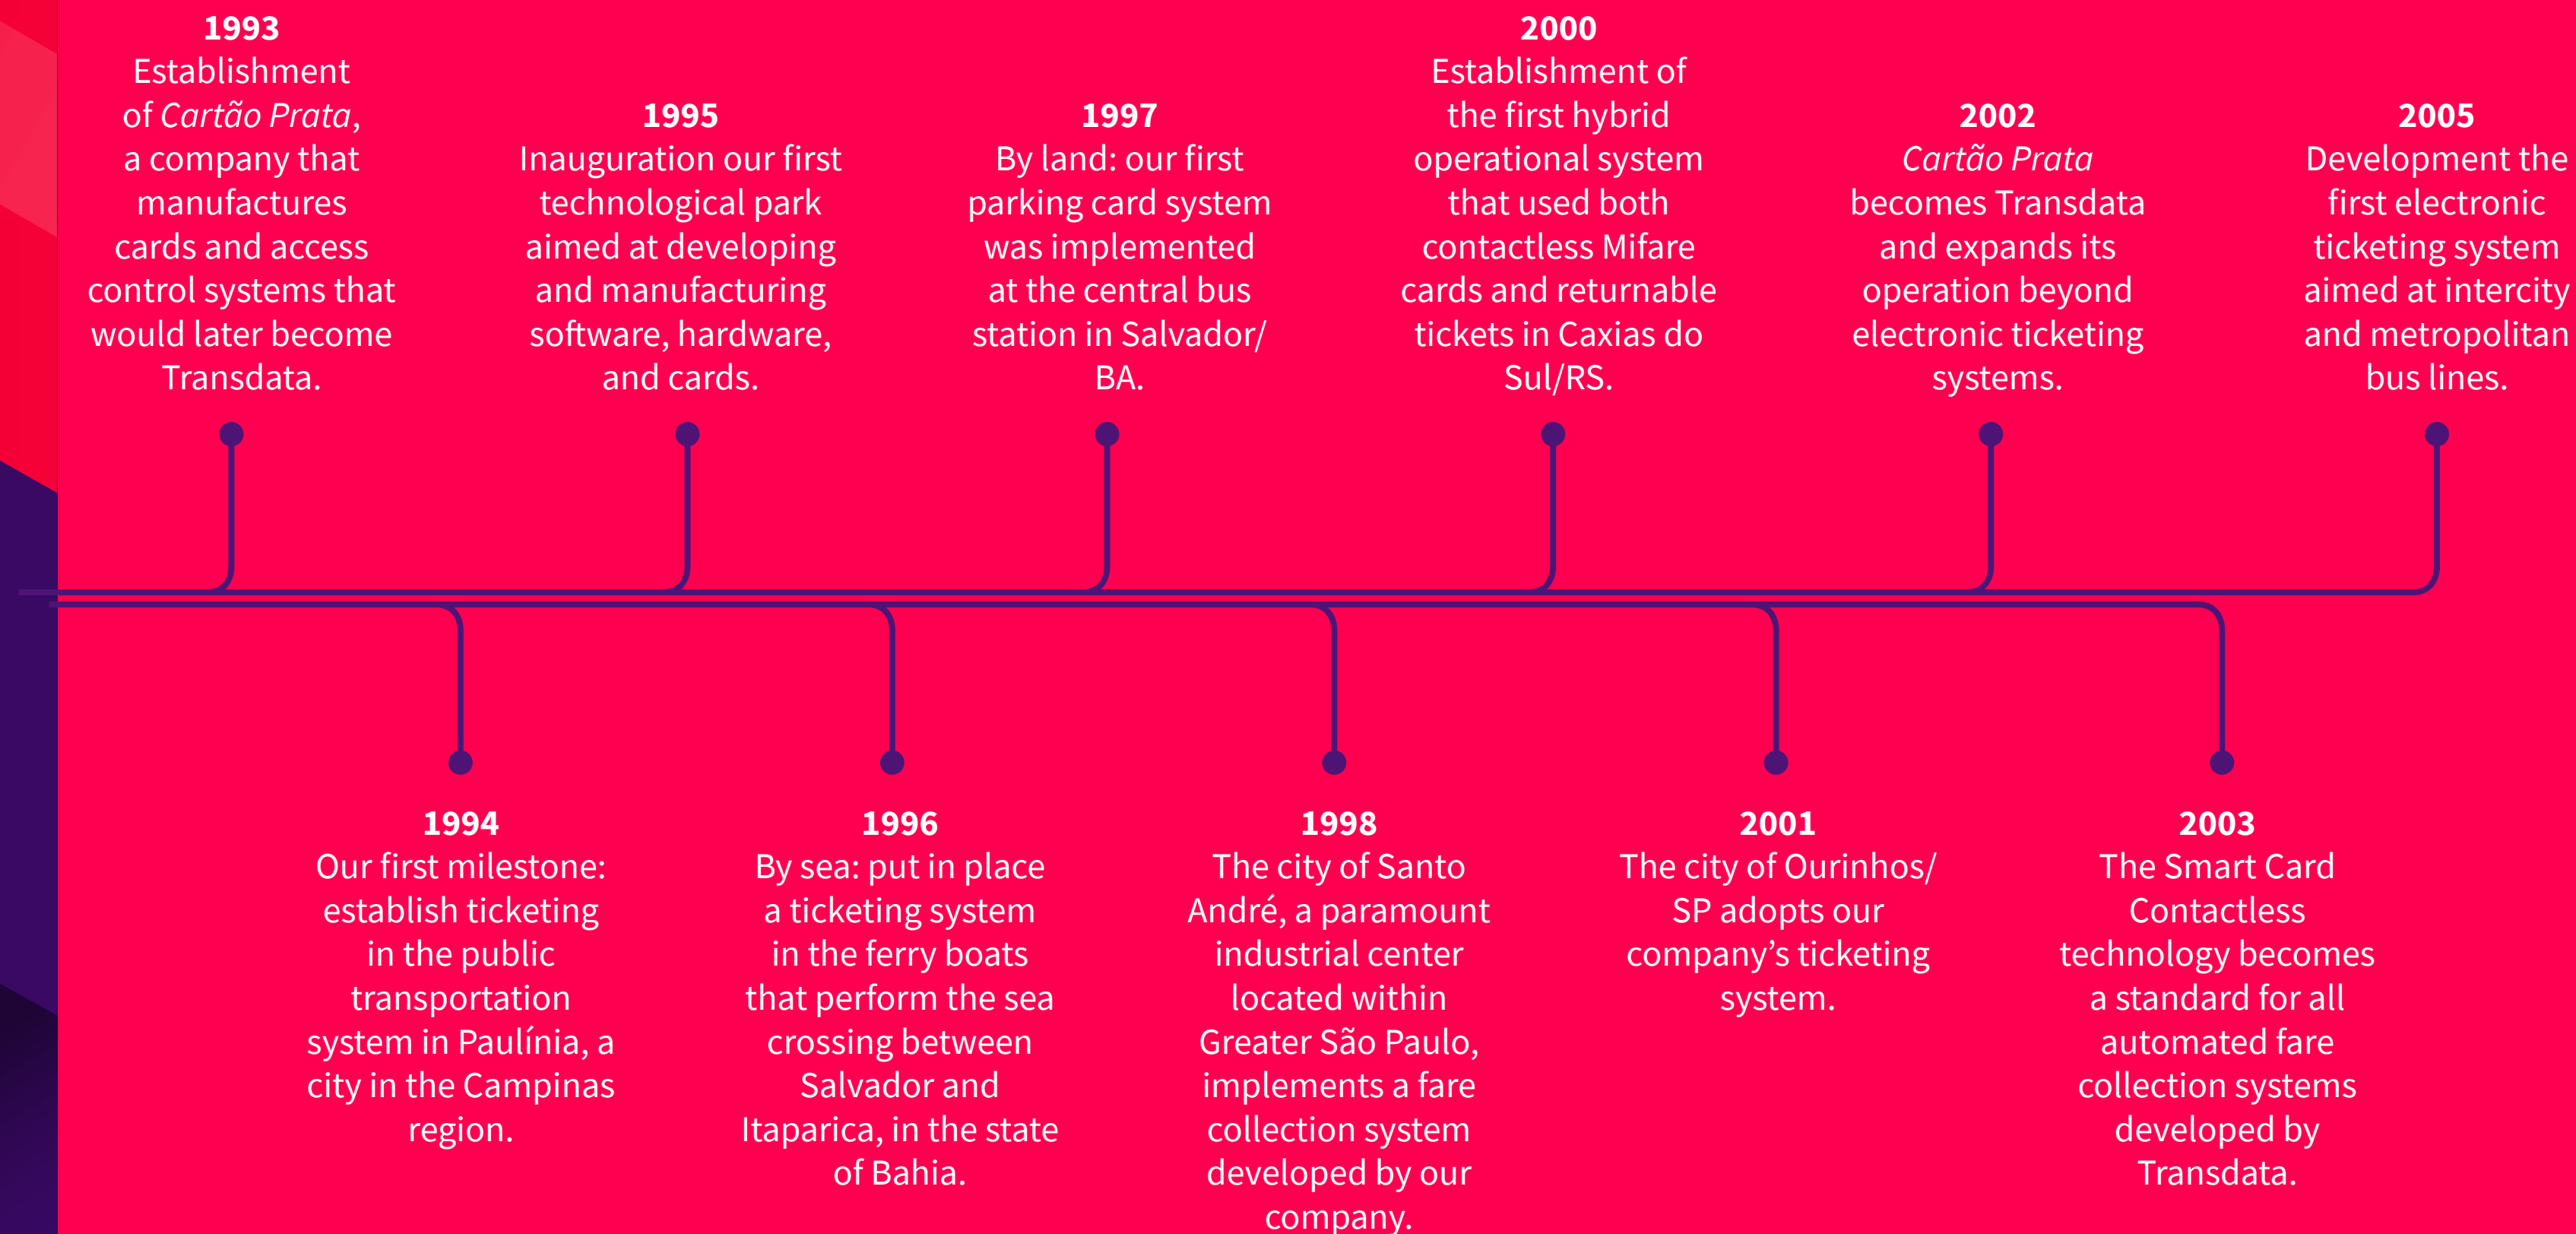 1993
Establishment
of Cartão Prata,
a company that
manufactures
cards and access
control systems that
would later become
Transdata.
1995
Inauguration our first
technological park
aimed at developing
and manufacturing
software, hardware,
and cards.
1997
By land: our first
parking card system
was implemented
at the central bus
station in Salvador/
BA.
2000
Establishment of
the first hybrid
operational system
that used both
contactless Mifare
cards and returnable
tickets in Caxias do
Sul/RS.
2002
Cartão Prata
becomes Transdata
and expands its
operation beyond
electronic ticketing
systems.
2005
Development the
first electronic
ticketing system
aimed at intercity
and metropolitan
bus lines.
1994
Our first milestone:
establish ticketing
in the public
transportation
system in Paulínia, a
city in the Campinas
region.
1996
By sea: put in place
a ticketing system
in the ferry boats
that perform the sea
crossing between
Salvador and
Itaparica, in the state
of Bahia.
1998
The city of Santo
André, a paramount
industrial center
located within
Greater São Paulo,
implements a fare
collection system
developed by our
company.
2001
The city of Ourinhos/
SP adopts our
company’s ticketing
system.
2003
The Smart Card
Contactless
technology becomes
a standard for all
automated fare
collection systems
developed by
Transdata.